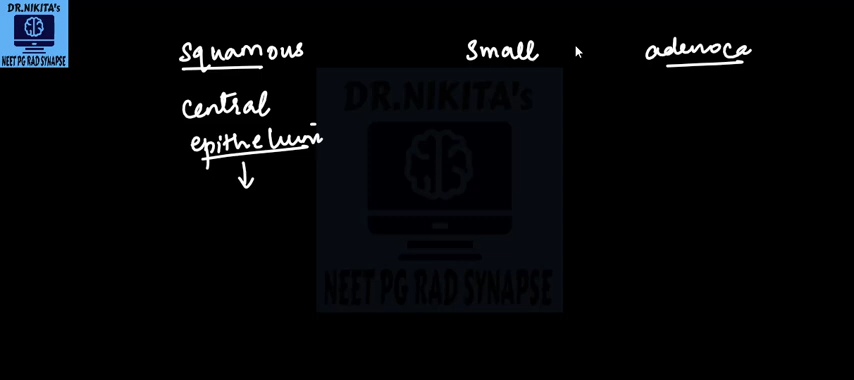 DR.NIKITA's
NEET PG RAD SYNAPSE
Squamous small adenoca
central
epithelium
DR.NIKITA's
NEET PG RAD SYNAPSE